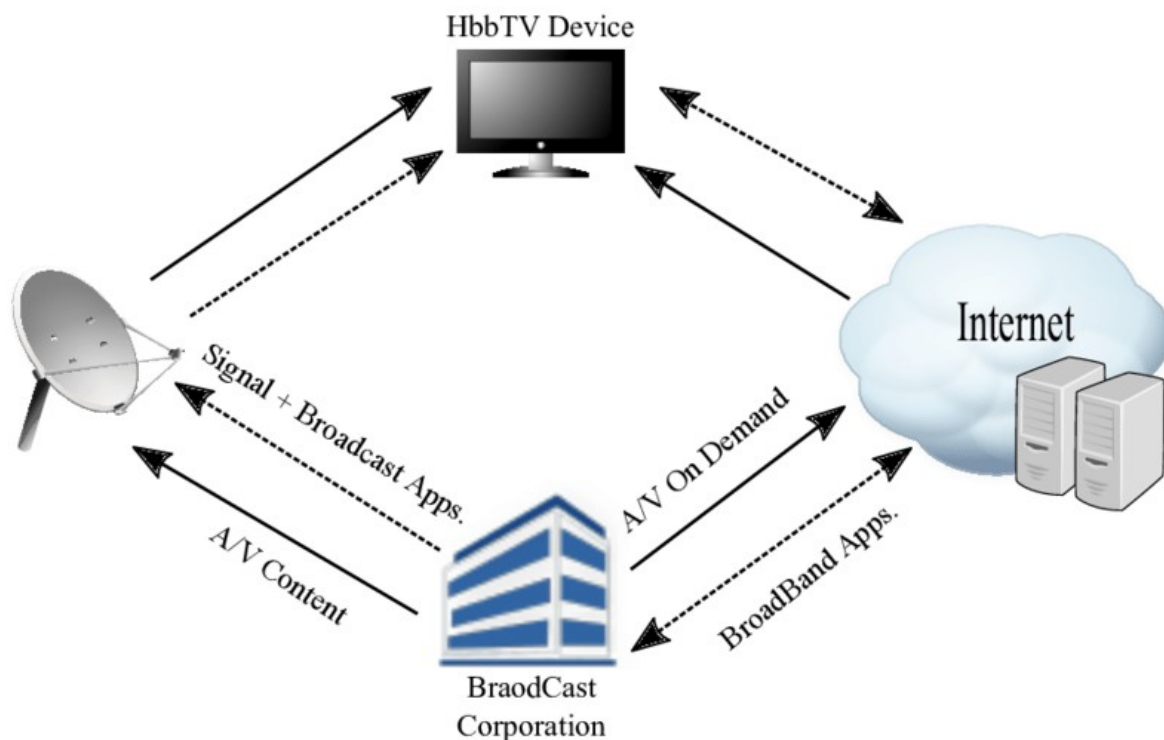 HbbTV Device
Internet
Signal + Broadcast Apps.
A/V Content
A/V On Demand
BroadBand Apps.
BraodCast
Corporation